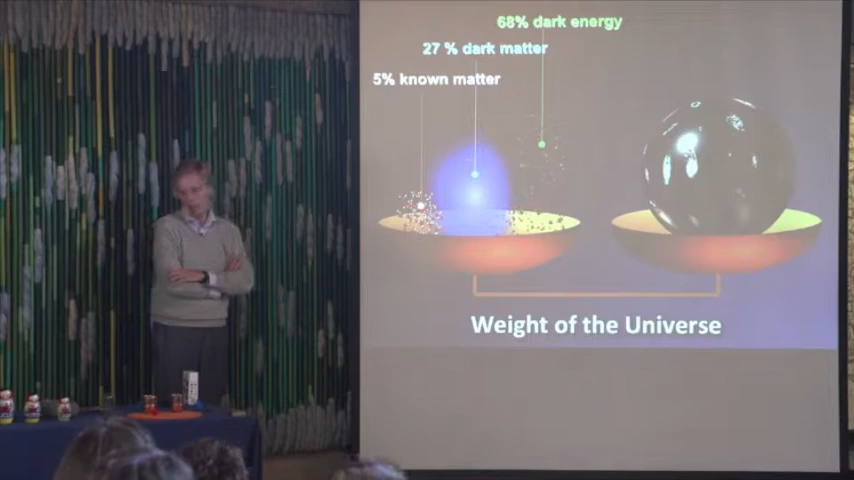 68% dark energy
27 % dark matter
5% known matter
Weight of the Universe